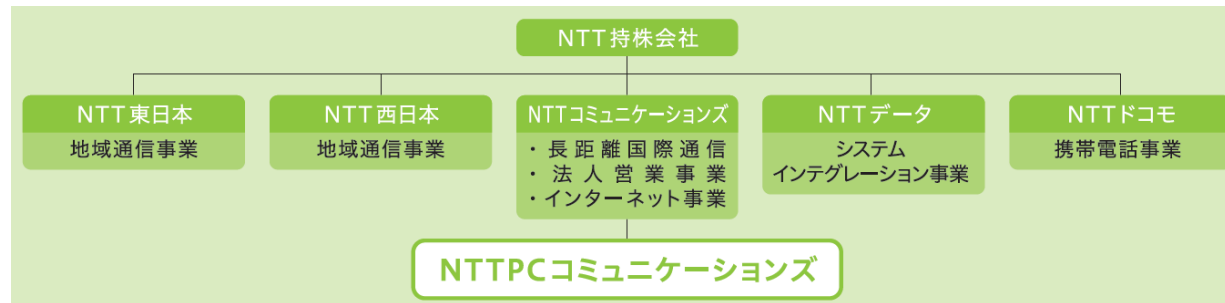 NTT持株会社
NTT東日本
地域通信事業
NTT西日本
地域通信事業
NTTコミュニケーションズ
・長距離国際通信
・法人営業事業
・インターネット事業
NTTデータ
システム
インテグレーション事業
NTTドコモ
携帯電話事業
NTTPCコミュニケーションズ